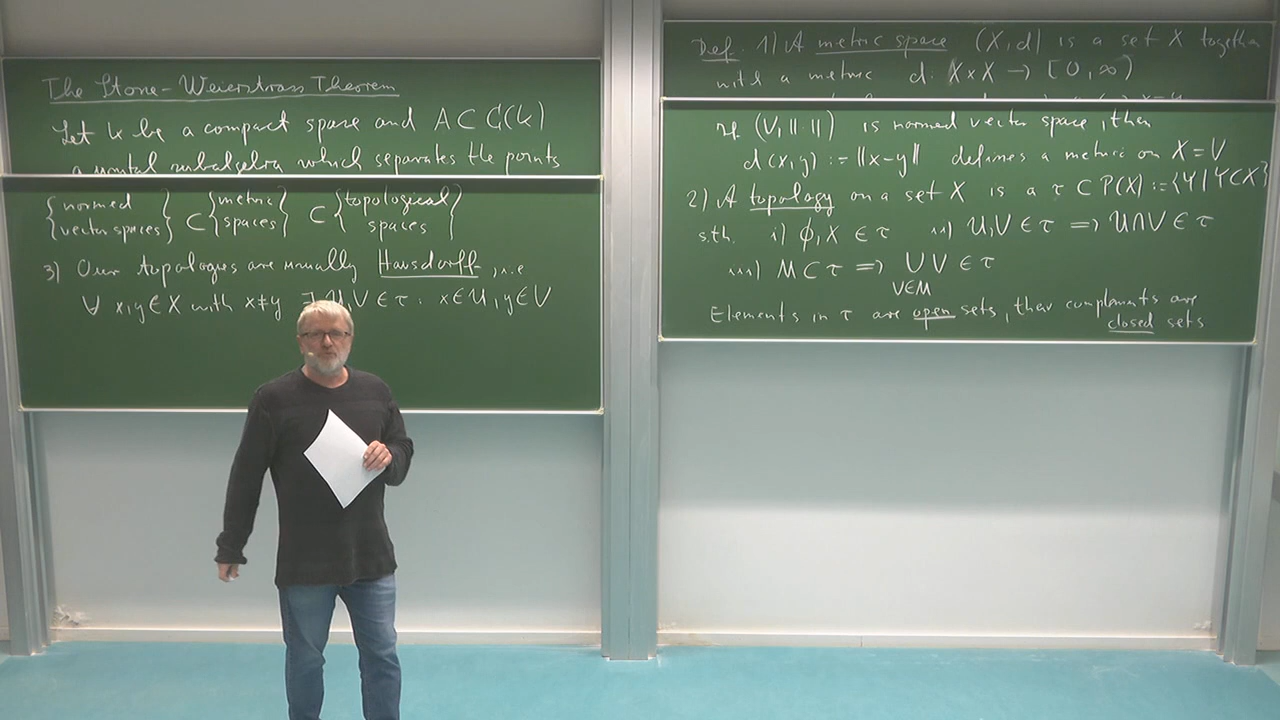 The Stone-Weierstrass Theorem
Let K be a compact space and A ⊂ C(K)
a unital subalgebra which separates the points
{normed vector spaces} ⊂ {metric spaces} ⊂ {topological spaces}
3) Our topologies are usually Hausdorff, i.e
∀ x,y ∈ X with x ≠ y ∃ U,V ∈ τ : x ∈ U, y ∈ V
Def. 1) A metric space (X,d) is a set X together
with a metric d: X × X → [0,∞)
If (V, || ||) is normed vector space, then
d(x,y) := ||x-y|| defines a metric on X = V
2) A topology on a set X is a τ ⊂ P(X) := {Y | Y ⊂ X}
s.th. i) ∅, X ∈ τ ii) U,V ∈ τ ⇒ U∩V ∈ τ
iii) M ⊂ τ ⇒ ∪ V ∈ τ
V∈M
Elements in τ are open sets, their complements are
closed sets